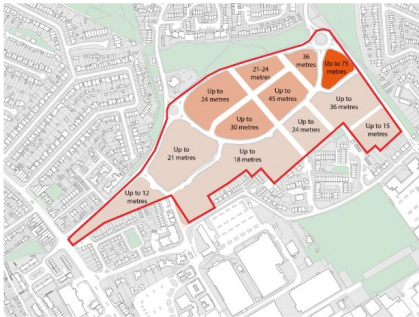 21-24
metres
36
metres
Up to 75
metres
Up to
24 metres
Up to
45 metres
Up to
36 metres
Up to
30 metres
Up to
24 metres
Up to 15
metres
Up to
21 metres
Up to
18 metres
Up to 12
metres